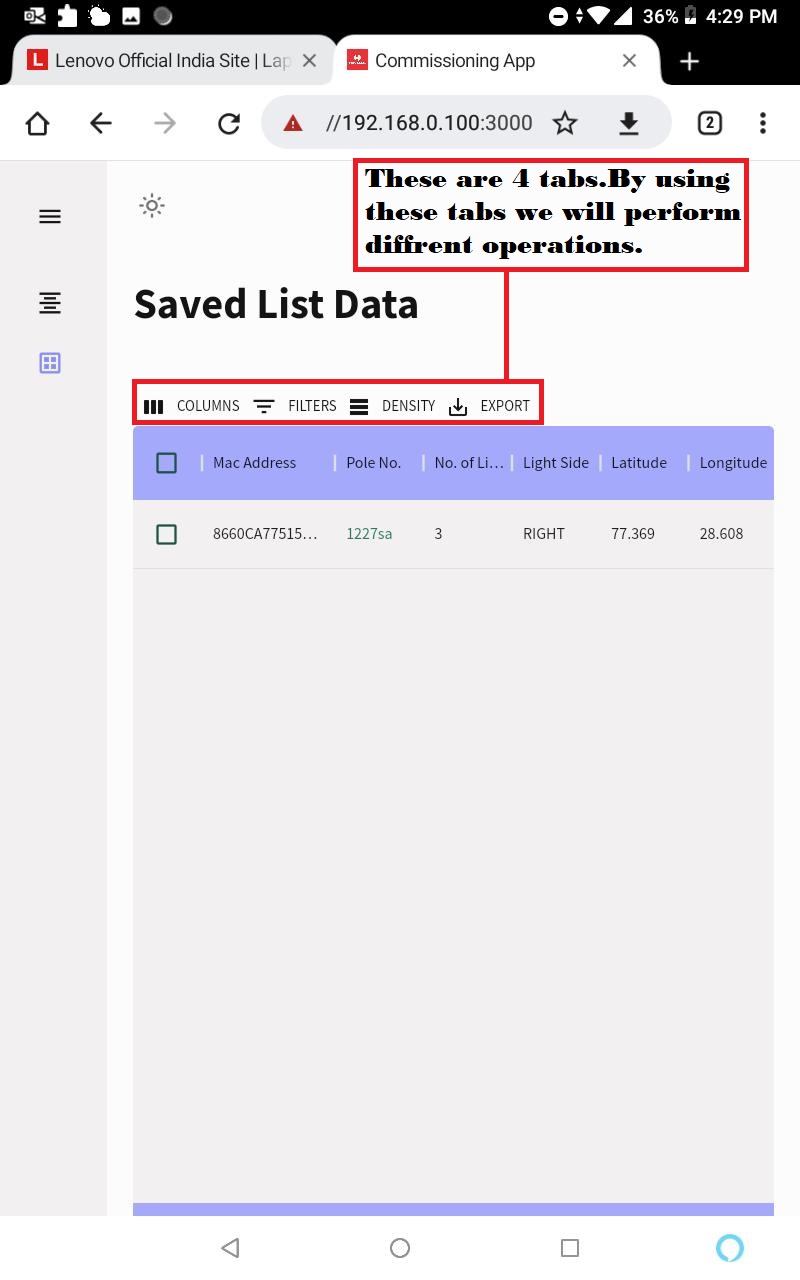 36% 4:29 PM
Lenovo Official India Site | Lap
Commissioning App
//192.168.0.100:3000
2
These are 4 tabs.By using
these tabs we will perform
diffrent operations.
Saved List Data
COLUMNS FILTERS DENSITY EXPORT
Mac Address Pole No. No. of Li... Light Side Latitude Longitude
8660CA77515... 1227sa 3 RIGHT 77.369 28.608